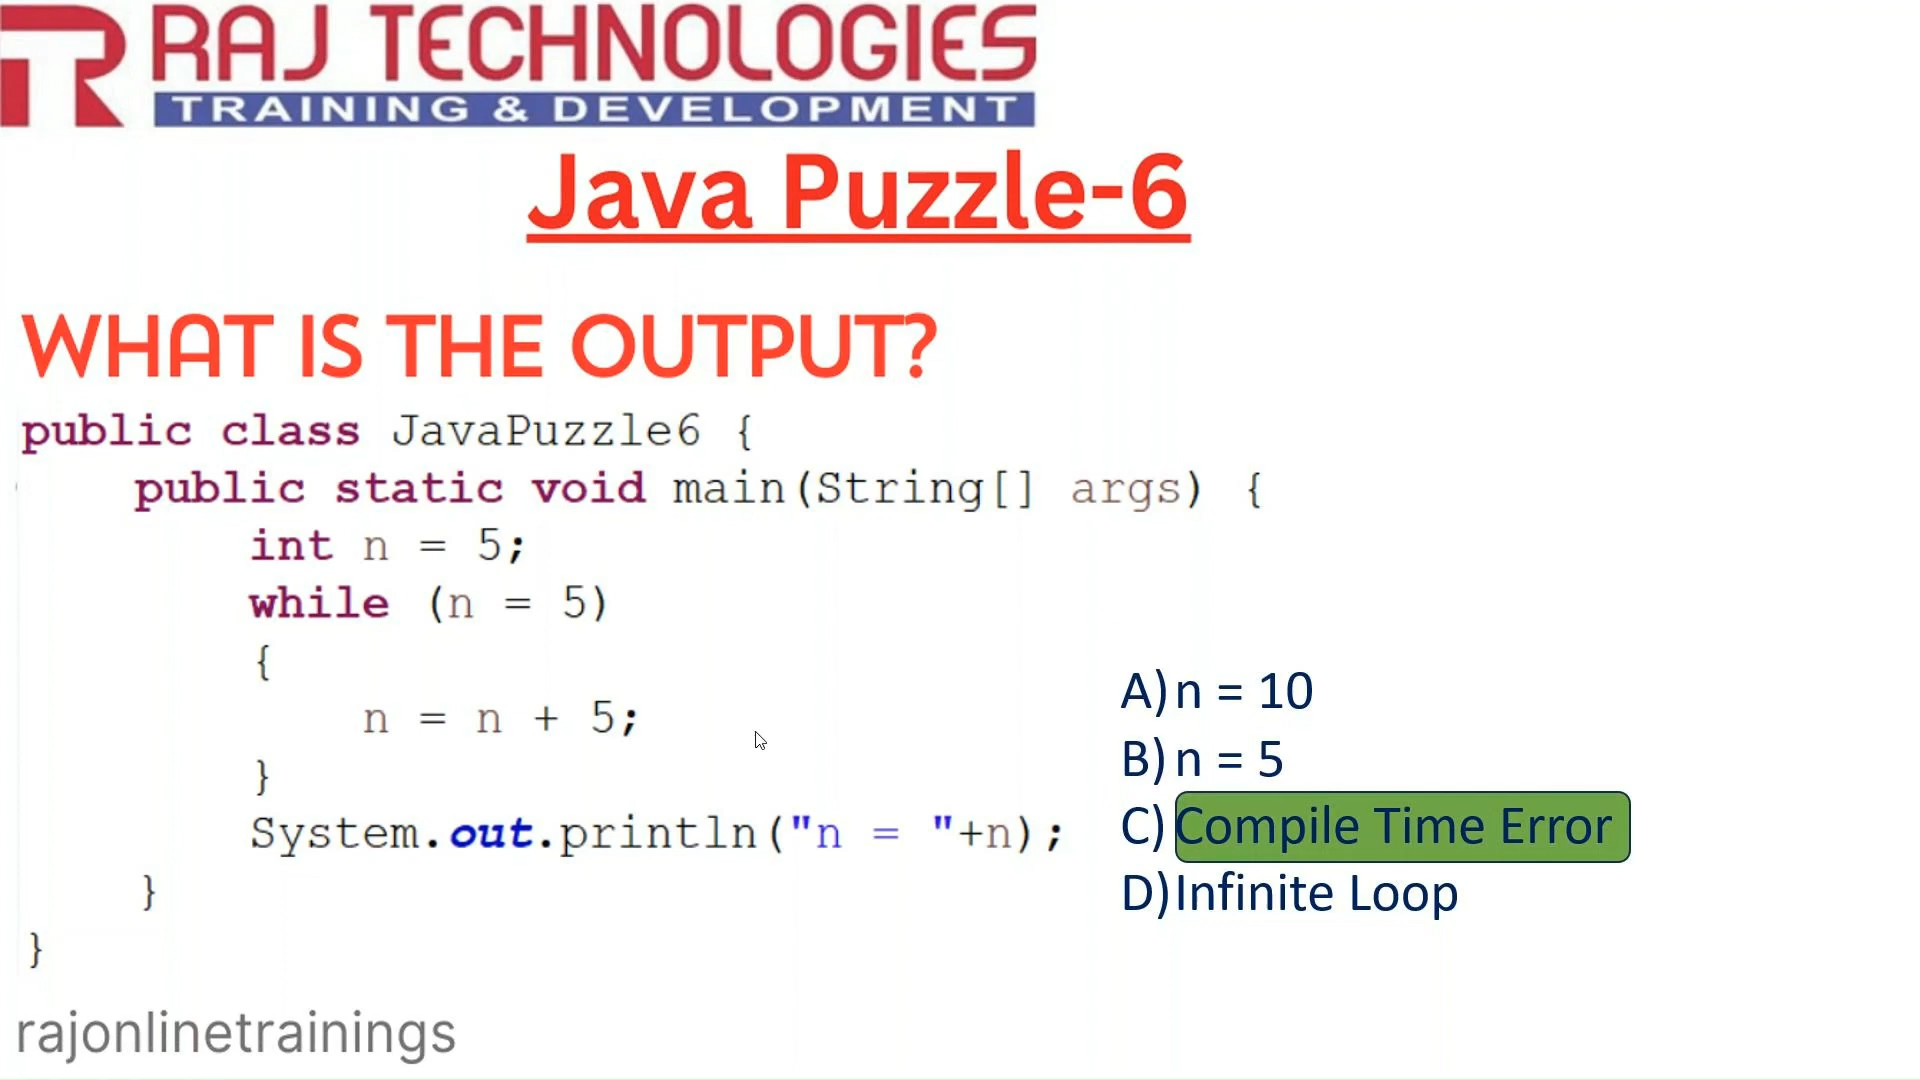 RAJ TECHNOLOGIES
TRAINING & DEVELOPMENT
Java Puzzle-6
WHAT IS THE OUTPUT?
public class JavaPuzzle6 {
public static void main(String[] args) {
int n = 5;
while (n = 5)
{
n = n + 5;
}
System.out.println("n = "+n);
}
}
A) n = 10
B) n = 5
C) Compile Time Error
D) Infinite Loop
rajonlinetrainings